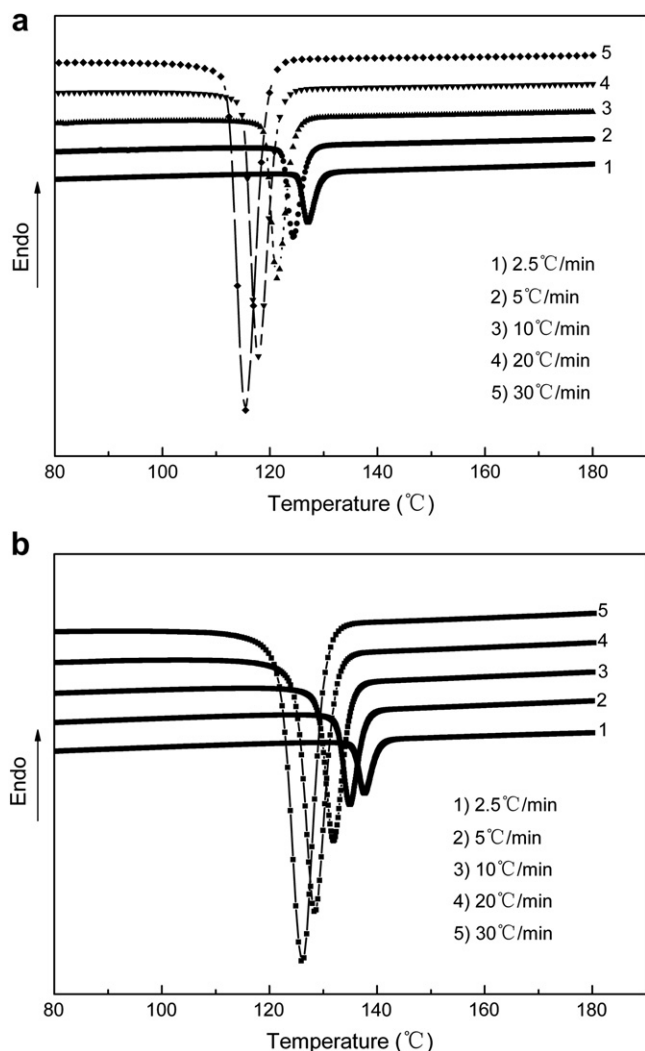 a
5
4
3
2
1
Endo
1) 2.5℃/min
2) 5℃/min
3) 10℃/min
4) 20℃/min
5) 30℃/min
80 100 120 140 160 180
Temperature (℃)
b
5
4
3
2
1
Endo
1) 2.5℃/min
2) 5℃/min
3) 10℃/min
4) 20℃/min
5) 30℃/min
80 100 120 140 160 180
Temperature (℃)